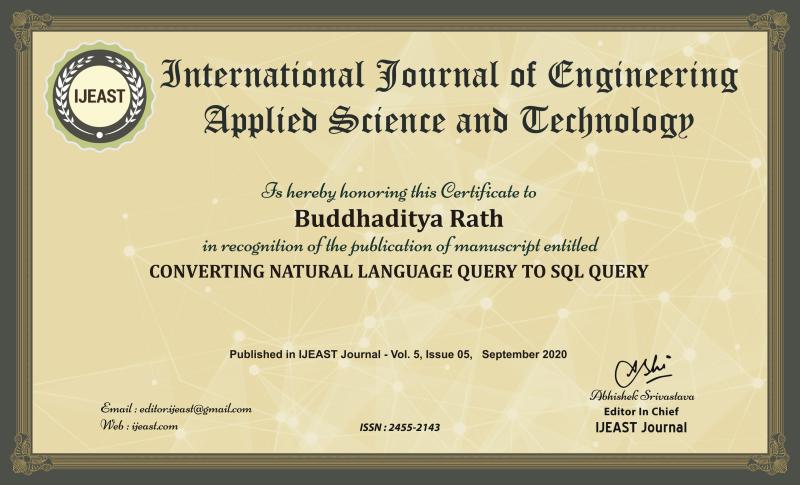 International Journal of Engineering
Applied Science and Technology
IJEAST
Is hereby honoring this Certificate to
Buddhaditya Rath
in recognition of the publication of manuscript entitled
CONVERTING NATURAL LANGUAGE QUERY TO SQL QUERY
Published in IJEAST Journal - Vol. 5, Issue 05, September 2020
Ashi
Abhishek Srivastava
Editor In Chief
IJEAST Journal
Email : editor.ijeast@gmail.com
Web : ijeast.com
ISSN : 2455-2143